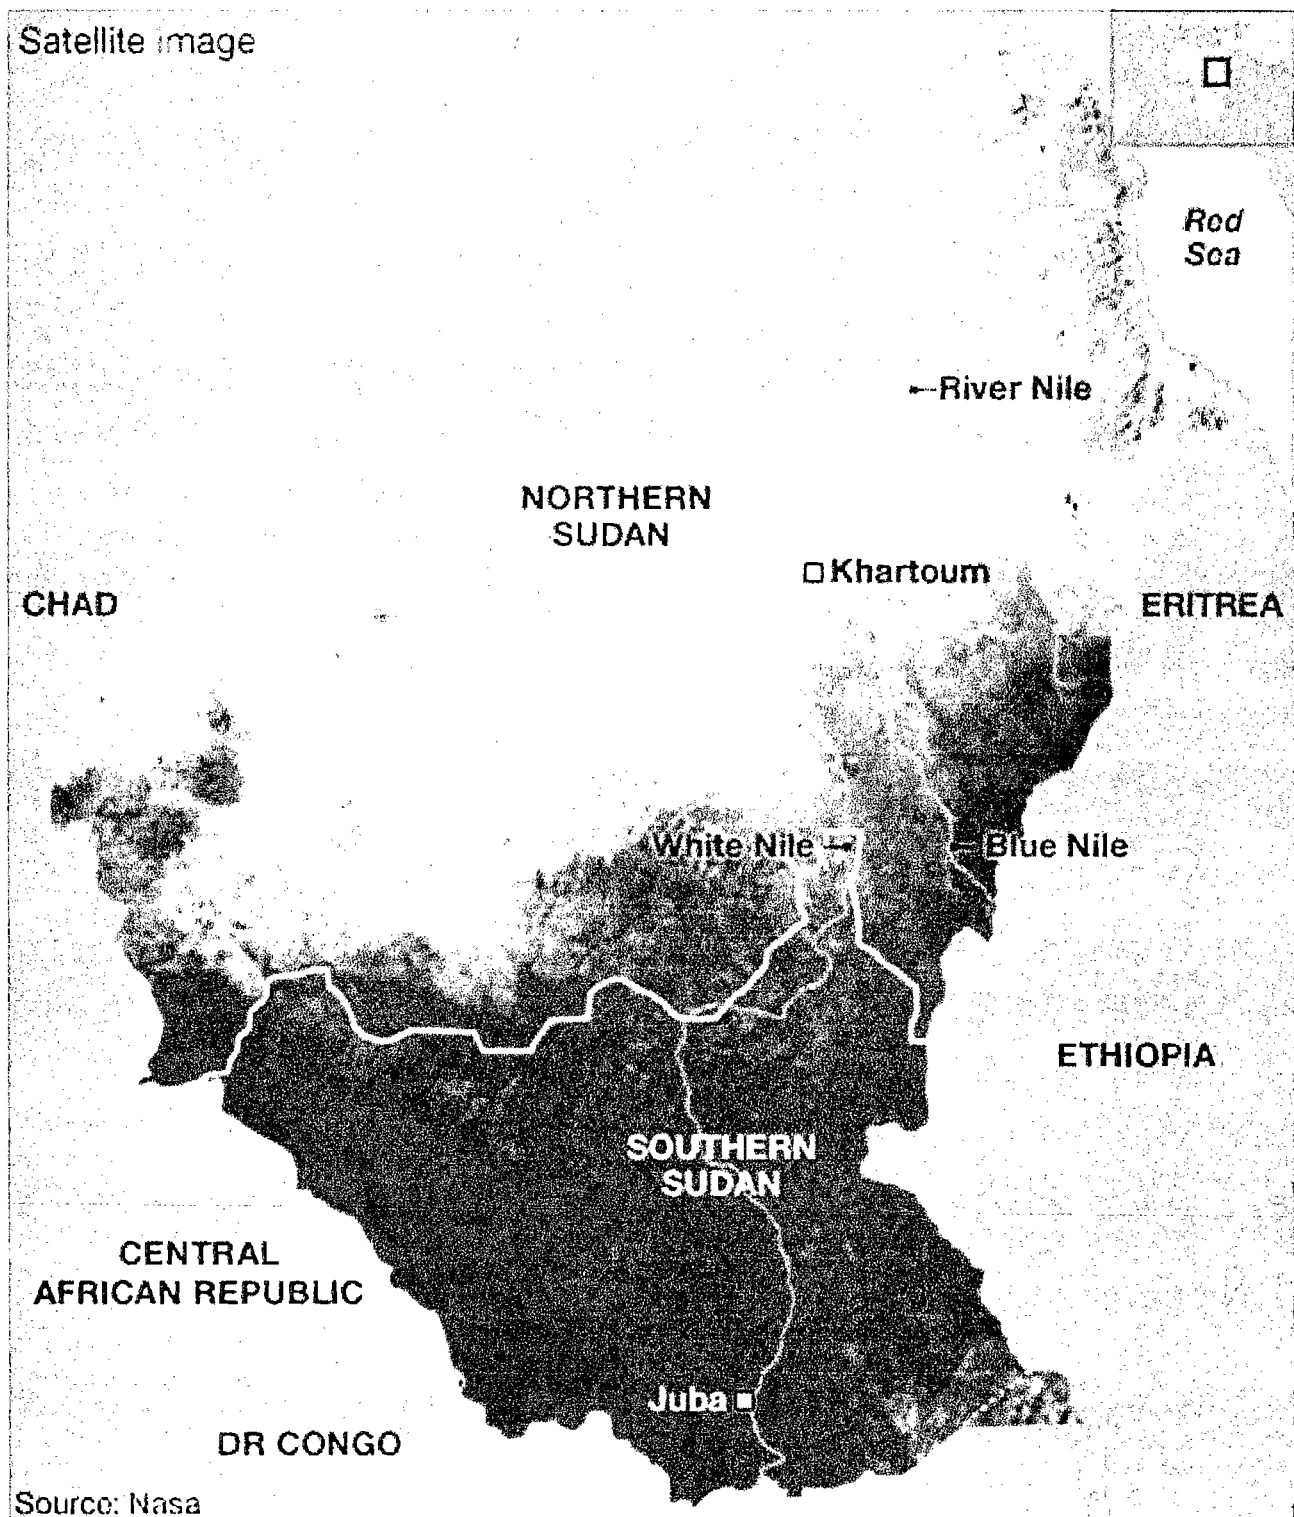 Satellite image
Red
Sea
River Nile
NORTHERN
SUDAN
Khartoum
CHAD
ERITREA
White Nile
Blue Nile
ETHIOPIA
SOUTHERN
SUDAN
CENTRAL
AFRICAN REPUBLIC
Juba
DR CONGO
Source: Nasa